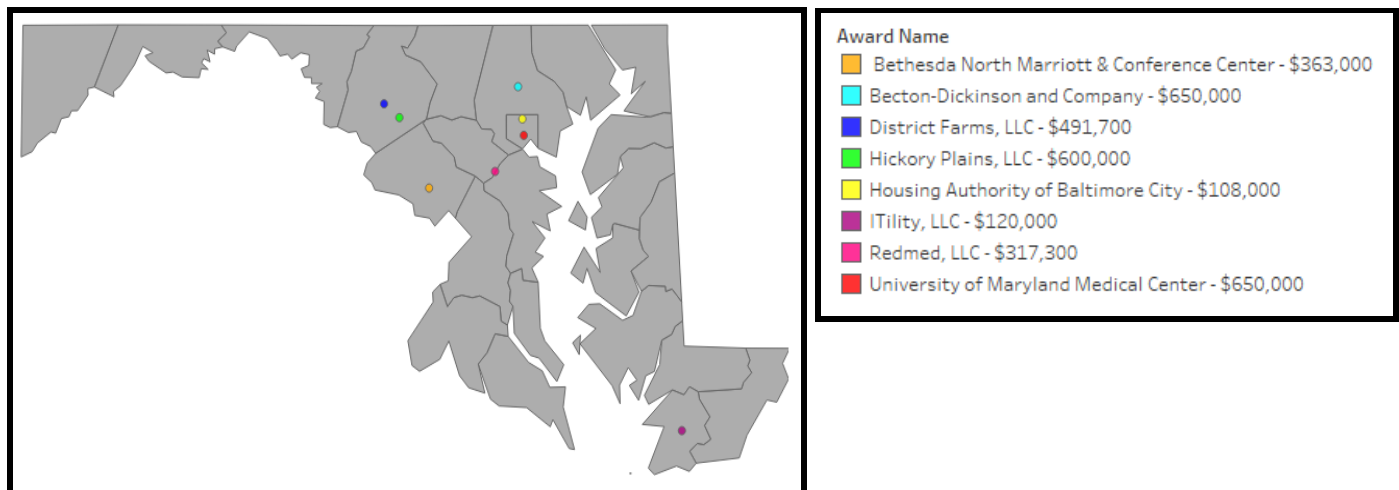 Award Name
Bethesda North Marriott & Conference Center - $363,000
Becton-Dickinson and Company - $650,000
District Farms, LLC - $491,700
Hickory Plains, LLC - $600,000
Housing Authority of Baltimore City - $108,000
ITility, LLC - $120,000
Redmed, LLC - $317,300
University of Maryland Medical Center - $650,000